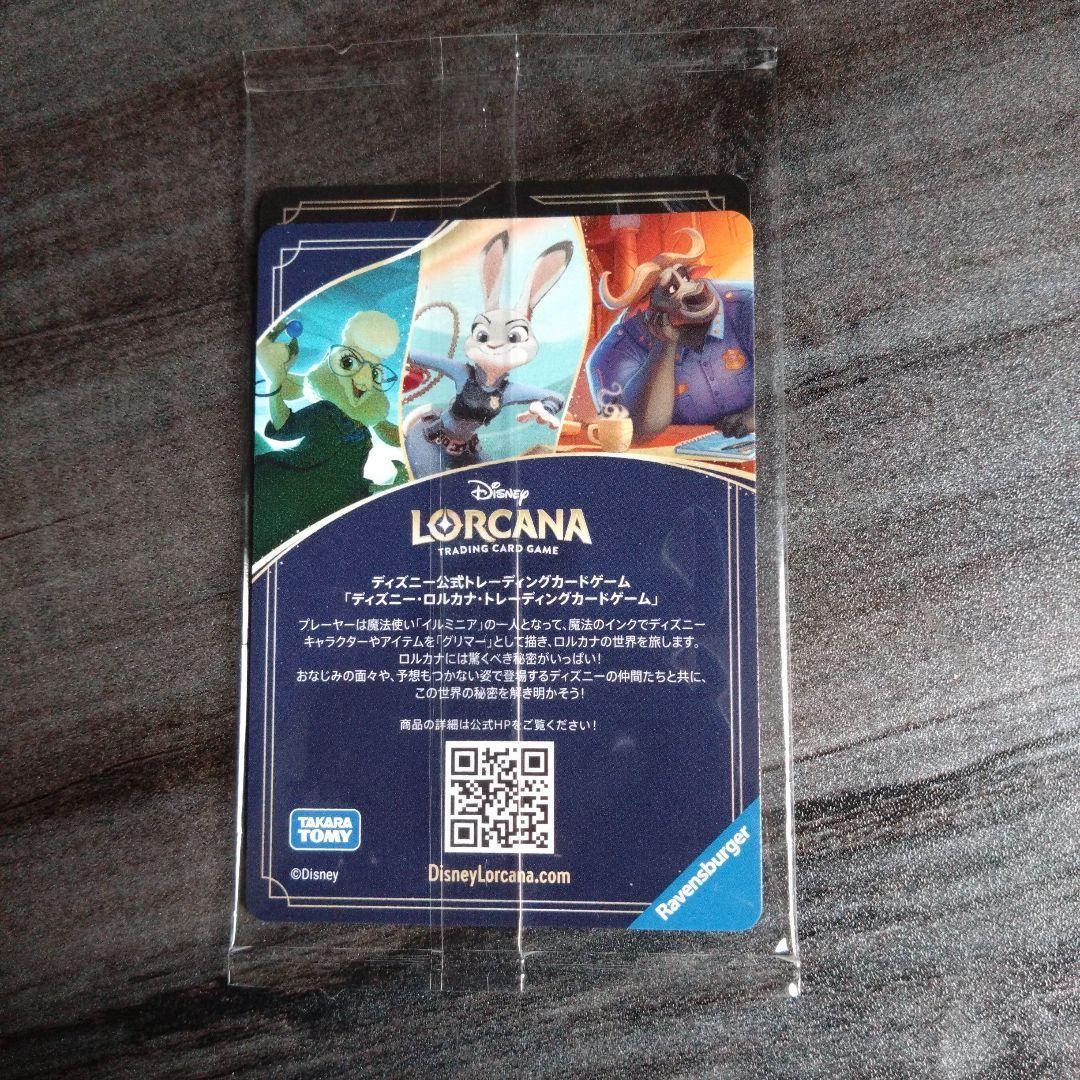 Disney
LORCANA
TRADING CARD GAME
ディズニー公式トレーディングカードゲーム
「ディズニー・ロルカナ・トレーディングカードゲーム」
プレーヤーは魔法使い「イルミニア」の一人となって、魔法のインクでディズニー
キャラクターやアイテムを「グリマー」として描き、ロルカナの世界を旅します。
ロルカナには驚くべき秘密がいっぱい!
おなじみの面々や、予想もつかない姿で登場するディズニーの仲間たちと共に、
この世界の秘密を解き明かそう!
商品の詳細は公式HPをご覧ください!
TAKARA
TOMY
©Disney
DisneyLorcana.com
Ravensburger